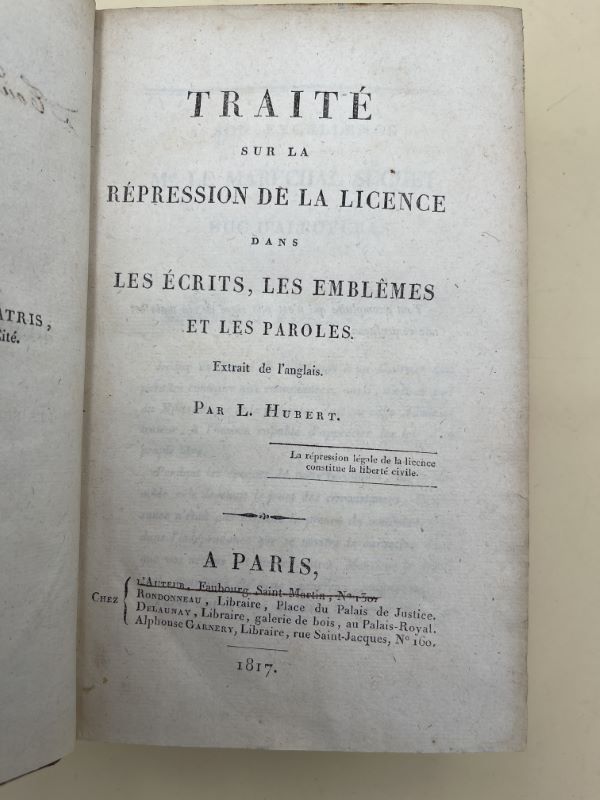 TRAITÉ
SUR LA
RÉPRESSION DE LA LICENCE
DANS
LES ÉCRITS, LES EMBLÊMES
ET LES PAROLES.
Extrait de l'anglais.
PAR L. HUBERT.
La répression légale de la licence
constitue la liberté civile.
A PARIS,
CHEZ
L'AUTEUR, Faubourg Saint-Martin, N°
RONDONNEAU, Libraire, Place du Palais de Justice.
DELAUNAY, Libraire, galerie de bois, au Palais-Royal.
Alphonse GARNERY, Libraire, rue Saint-Jacques, N° 160.
1817.
ATRIS,